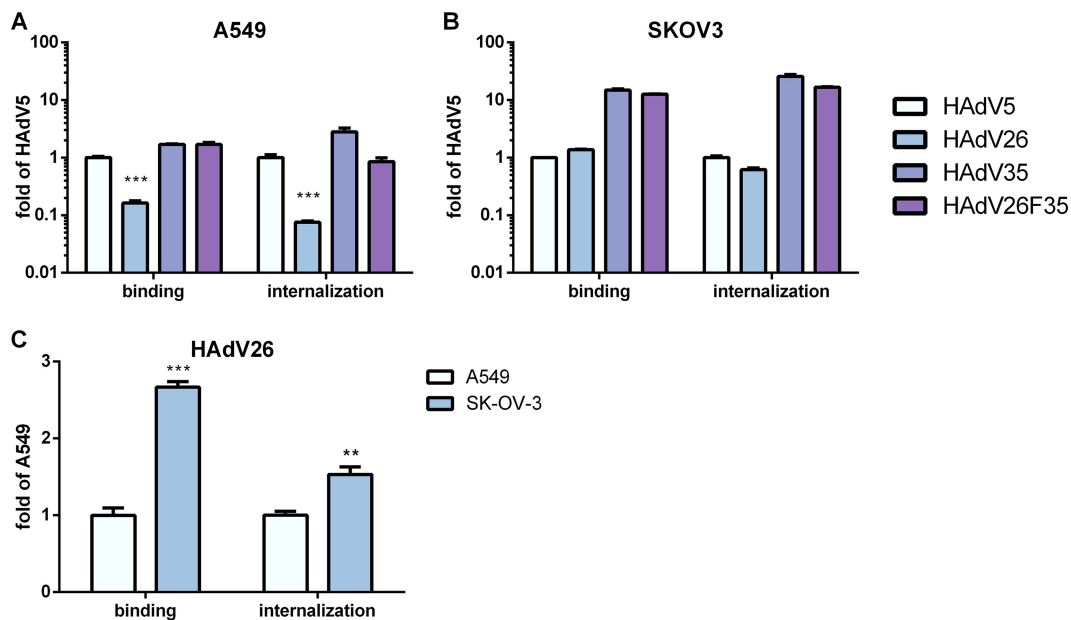 A
A549
fold of HAdV5
100
10
1
0.1
0.01
***
***
binding
internalization
B
SKOV3
fold of HAdV5
100
10
1
0.1
0.01
binding
internalization
HAdV5
HAdV26
HAdV35
HAdV26F35
C
HAdV26
fold of A549
3
2
1
0
***
**
binding
internalization
A549
SK-OV-3